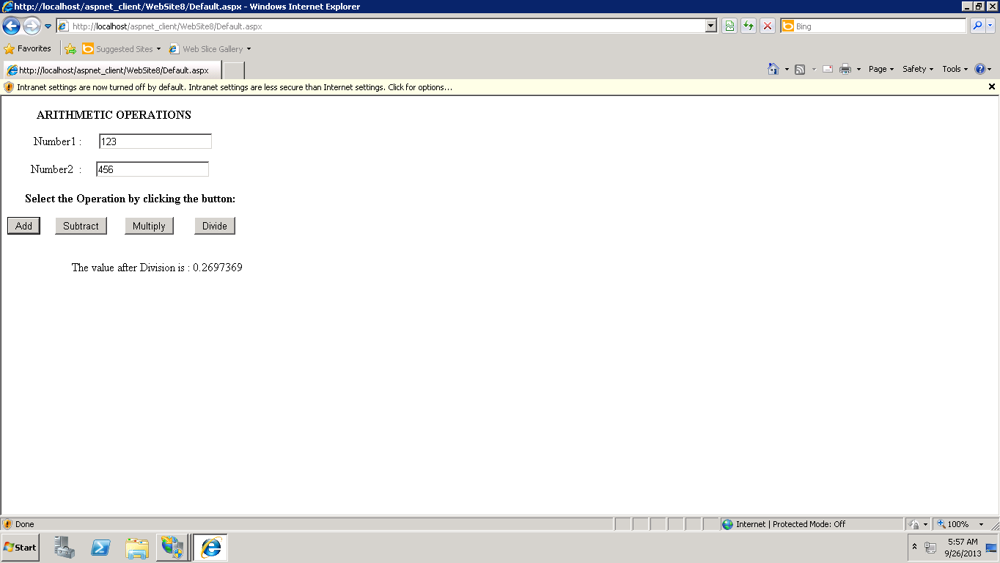 http://localhost/aspnet_client/WebSite8/Default.aspx - Windows Internet Explorer
http://localhost/aspnet_client/WebSite8/Default.aspx
Bing
Favorites
Suggested Sites
Web Slice Gallery
http://localhost/aspnet_client/WebSite8/Default.aspx
Page
Safety
Tools
Intranet settings are now turned off by default. Intranet settings are less secure than Internet settings. Click for options...
ARITHMETIC OPERATIONS
Number1 : 123
Number2 : 456
Select the Operation by clicking the button:
Add Subtract Multiply Divide
The value after Division is : 0.2697369
Done
Internet | Protected Mode: Off
100%
Start
5:57 AM
9/26/2013